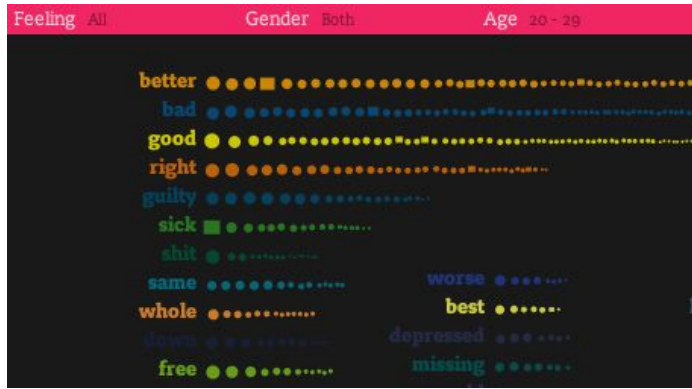 Feeling All Gender Both Age 20 - 29
better
bad
good
right
guilty
sick
shit
same
worse
whole
best
down
depressed
free
missing